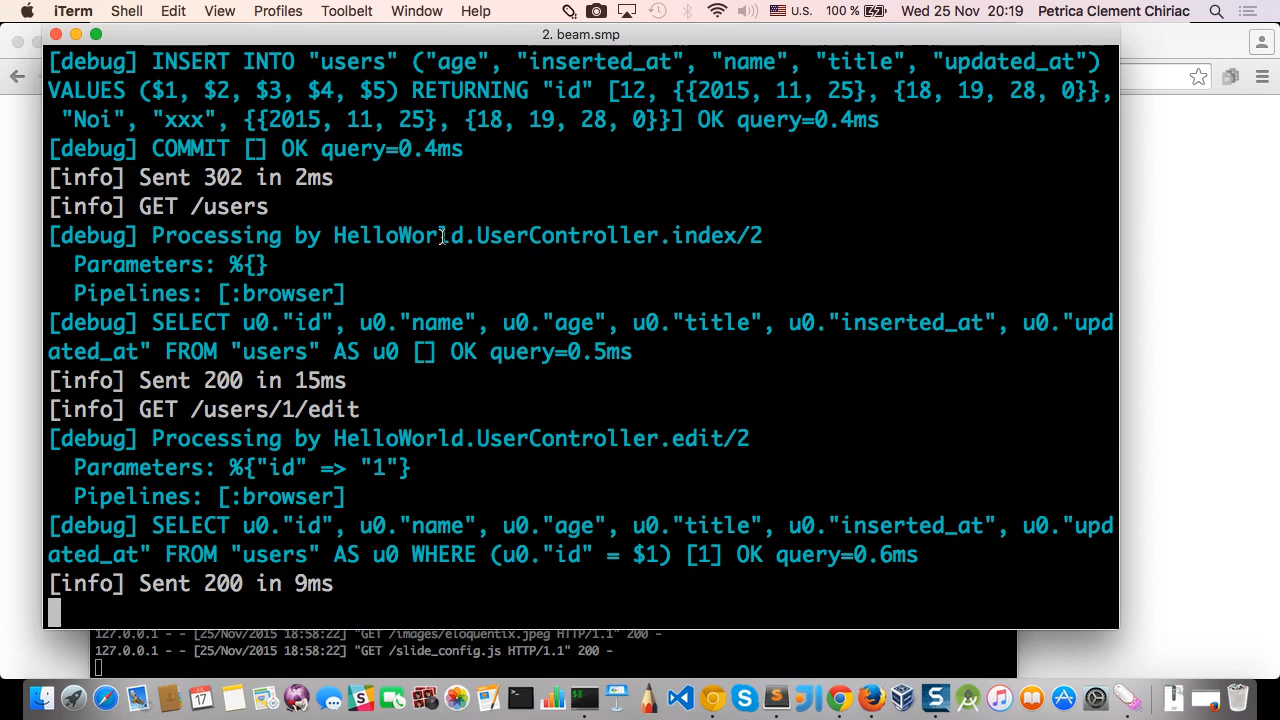 iTerm Shell Edit View Profiles Toolbelt Window Help U.S. 100 % Wed 25 Nov 20:19 Petrica Clement Chiriac
2. beam.smp
[debug] INSERT INTO "users" ("age", "inserted_at", "name", "title", "updated_at")
VALUES ($1, $2, $3, $4, $5) RETURNING "id" [12, {{2015, 11, 25}, {18, 19, 28, 0}},
"Noi", "xxx", {{2015, 11, 25}, {18, 19, 28, 0}}] OK query=0.4ms
[debug] COMMIT [] OK query=0.4ms
[info] Sent 302 in 2ms
[info] GET /users
[debug] Processing by HelloWorld.UserController.index/2
Parameters: %{}
Pipelines: [:browser]
[debug] SELECT u0."id", u0."name", u0."age", u0."title", u0."inserted_at", u0."upd
ated_at" FROM "users" AS u0 [] OK query=0.5ms
[info] Sent 200 in 15ms
[info] GET /users/1/edit
[debug] Processing by HelloWorld.UserController.edit/2
Parameters: %{"id" => "1"}
Pipelines: [:browser]
[debug] SELECT u0."id", u0."name", u0."age", u0."title", u0."inserted_at", u0."upd
ated_at" FROM "users" AS u0 WHERE (u0."id" = $1) [1] OK query=0.6ms
[info] Sent 200 in 9ms
127.0.0.1 - - [25/Nov/2015 18:58:22] "GET /images/eloquentix.jpeg HTTP/1.1" 200 -
127.0.0.1 - - [25/Nov/2015 18:58:22] "GET /slide_config.js HTTP/1.1" 200 -
17